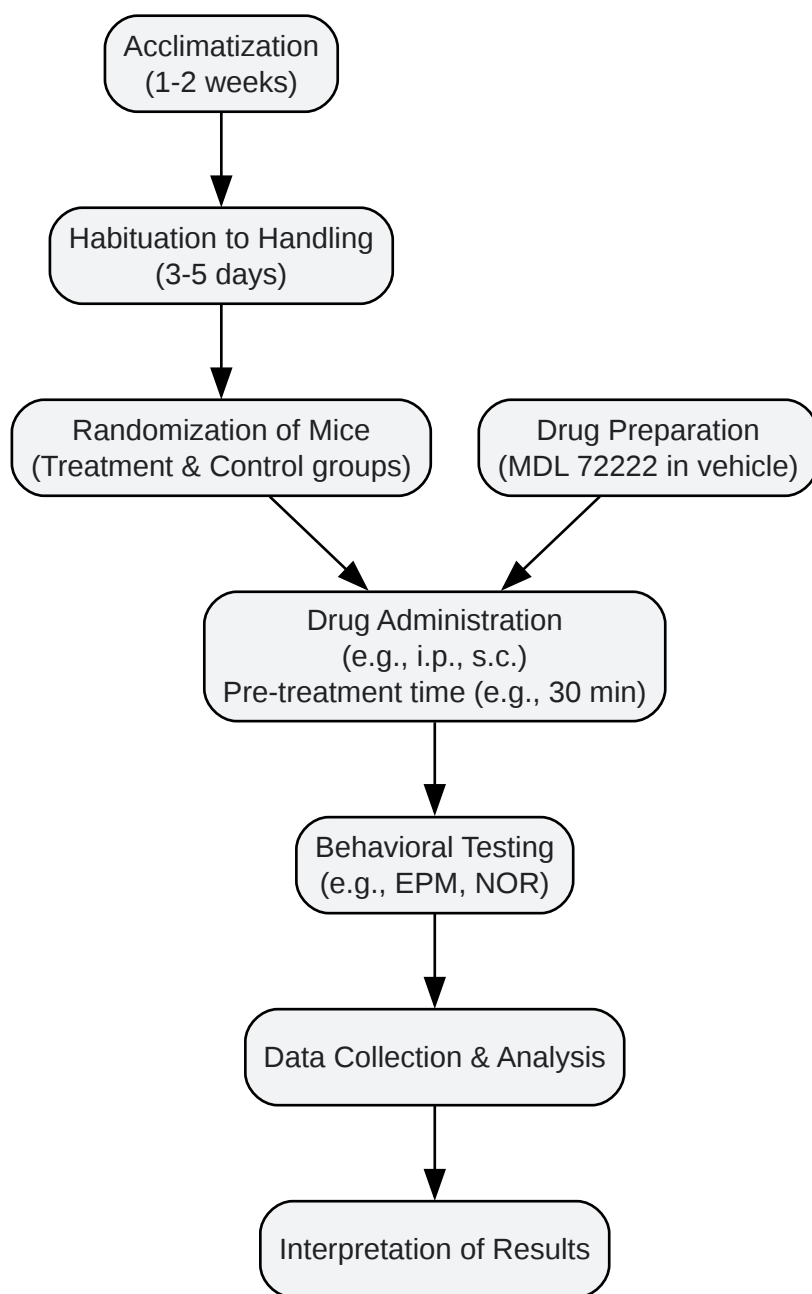 Acclimatization
(1-2 weeks)
Habituation to Handling
(3-5 days)
Randomization of Mice
(Treatment & Control groups)
Drug Preparation
(MDL 72222 in vehicle)
Drug Administration
(e.g., i.p., s.c.)
Pre-treatment time (e.g., 30 min)
Behavioral Testing
(e.g., EPM, NOR)
Data Collection & Analysis
Interpretation of Results